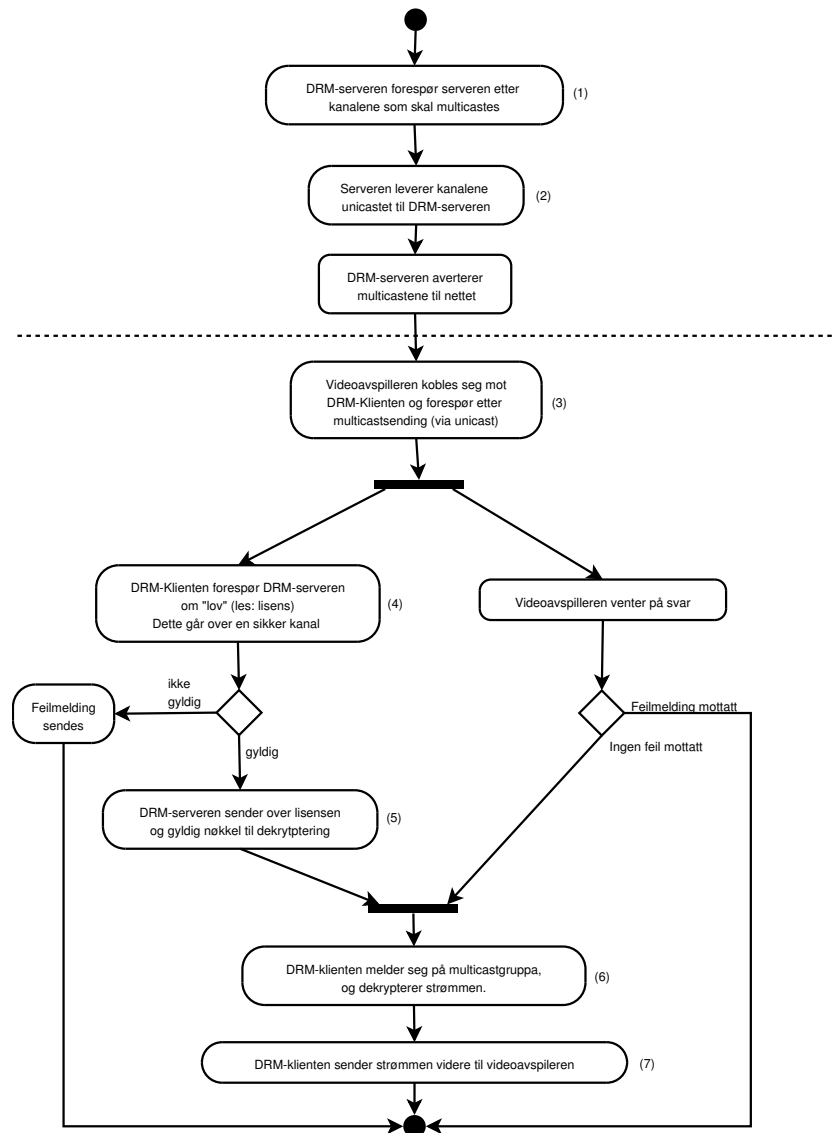 DRM-serveren forespør serveren etter
kanalene som skal multicastes
(1)
Serveren leverer kanalene
unicastet til DRM-serveren
(2)
DRM-serveren averterer
multicastene til nettet
Videoavspilleren kobles seg mot
DRM-Klienten og forespør etter
multicastsending (via unicast)
(3)
DRM-Klienten forespør DRM-serveren
om "lov" (les: lisens)
Dette går over en sikker kanal
(4)
Videoavspilleren venter på svar
ikke
gyldig
Feilmelding
sendes
gyldig
Feilmelding mottatt
Ingen feil mottatt
DRM-serveren sender over lisensen
og gyldig nøkkel til dekrytptering
(5)
DRM-klienten melder seg på multicastgruppa,
og dekrypterer strømmen.
(6)
DRM-klienten sender strømmen videre til videoavspileren
(7)